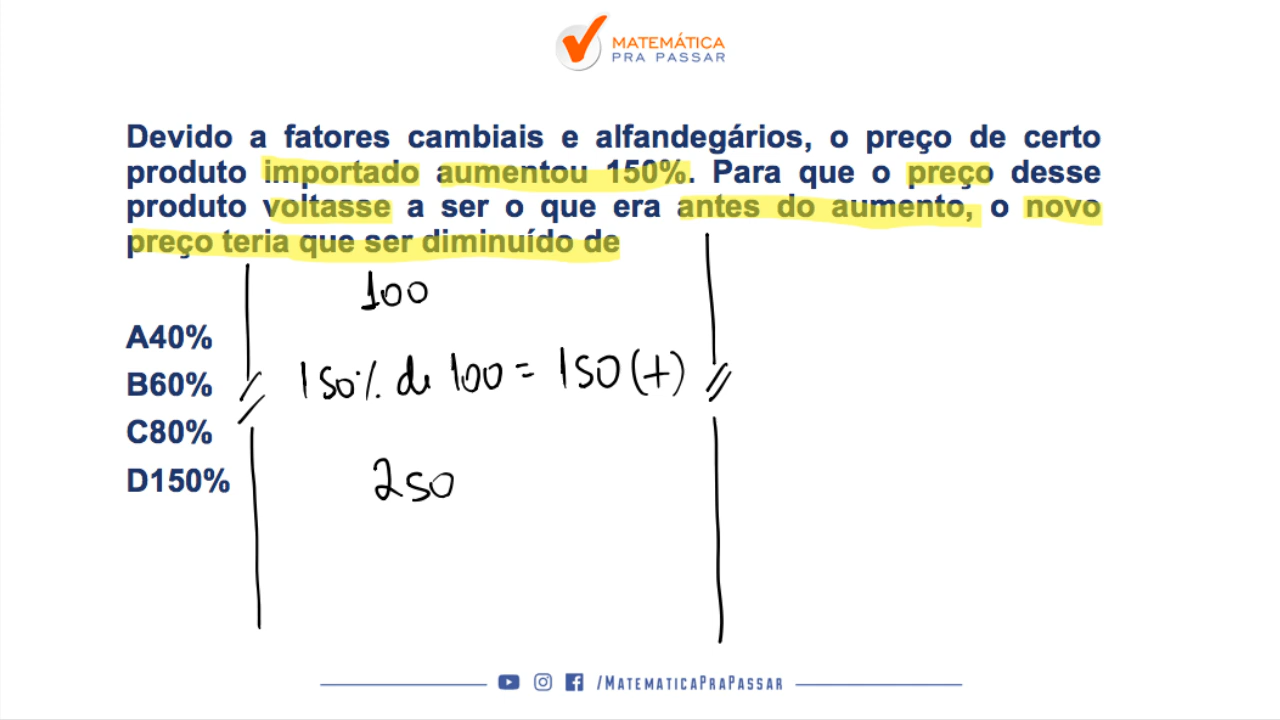 MATEMÁTICA
PRA PASSAR
Devido a fatores cambiais e alfandegários, o preço de certo
produto importado aumentou 150%. Para que o preço desse
produto voltasse a ser o que era antes do aumento, o novo
preço teria que ser diminuído de
100
A40%
150% de 100 = 150 (+)
B60%
C80%
D150%
250
/MATEMATICAPRAPASSAR